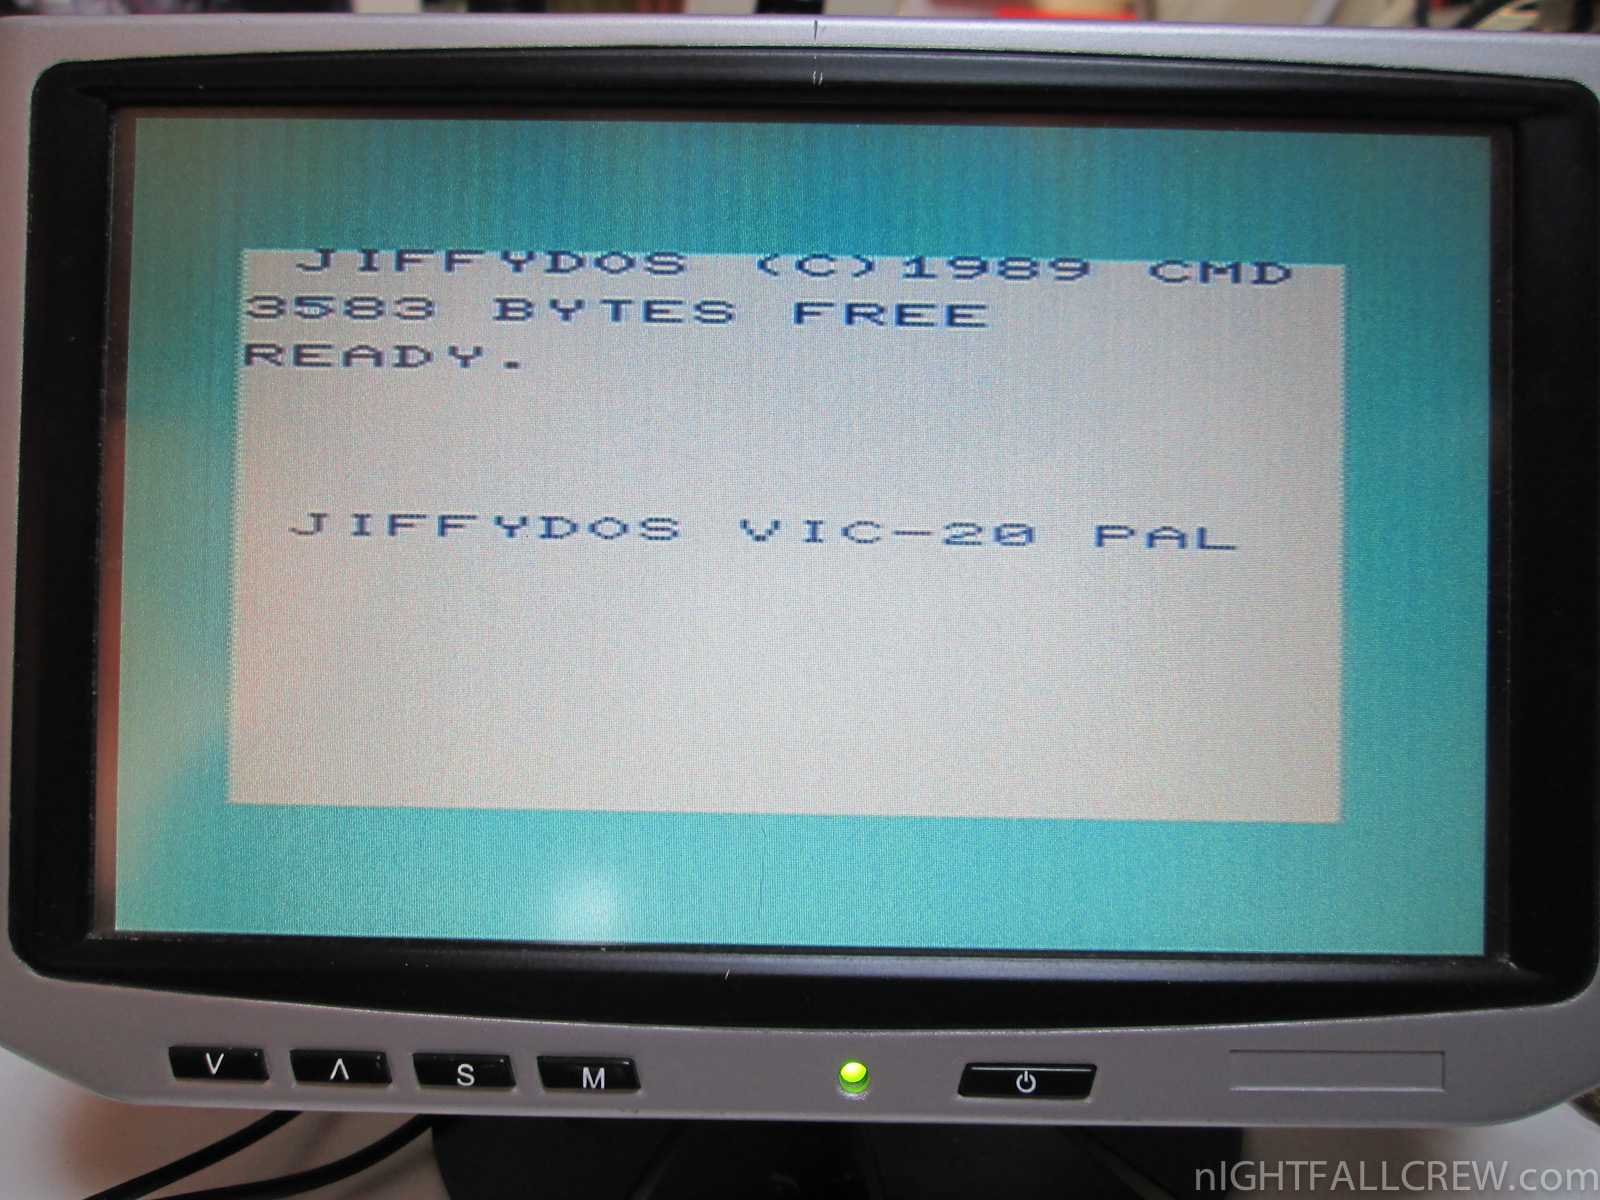 JIFFYDOS (C)1989 CMD
3583 BYTES FREE
READY.
JIFFYDOS VIC-20 PAL
V Λ S M
nIGHTFALLCREW.com